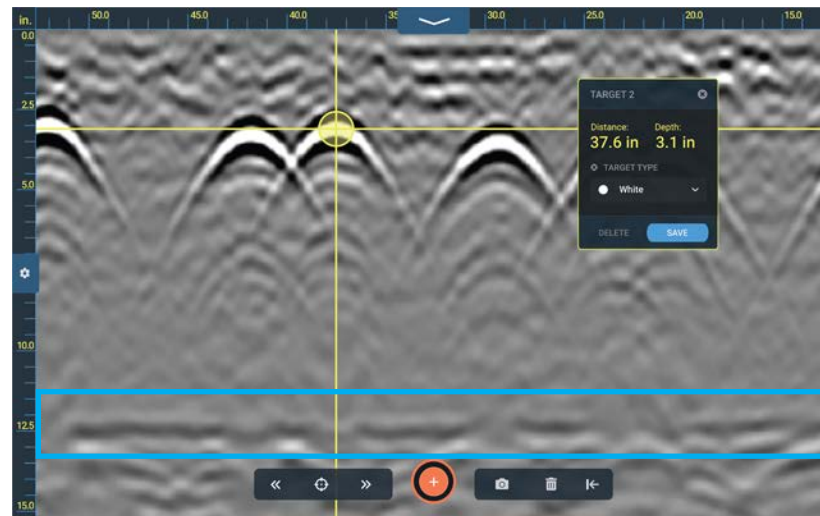 in. 50.0 40.0 35 30.0 25.0 20.0 15.0
0.0
2.5
TARGET 2
Distance: Depth:
37.6 in 3.1 in
TARGET TYPE
White
DELETE SAVE
5.0
10.0
12.5
15.0